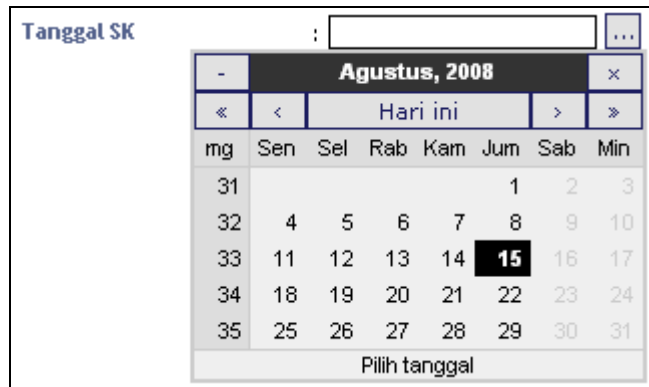 Tanggal SK : ...
- Agustus, 2008 ×
« < Hari ini > »
mg Sen Sel Rab Kam Jum Sab Min
31 1 2 3
32 4 5 6 7 8 9 10
33 11 12 13 14 15 16 17
34 18 19 20 21 22 23 24
35 25 26 27 28 29 30 31
Pilih tanggal